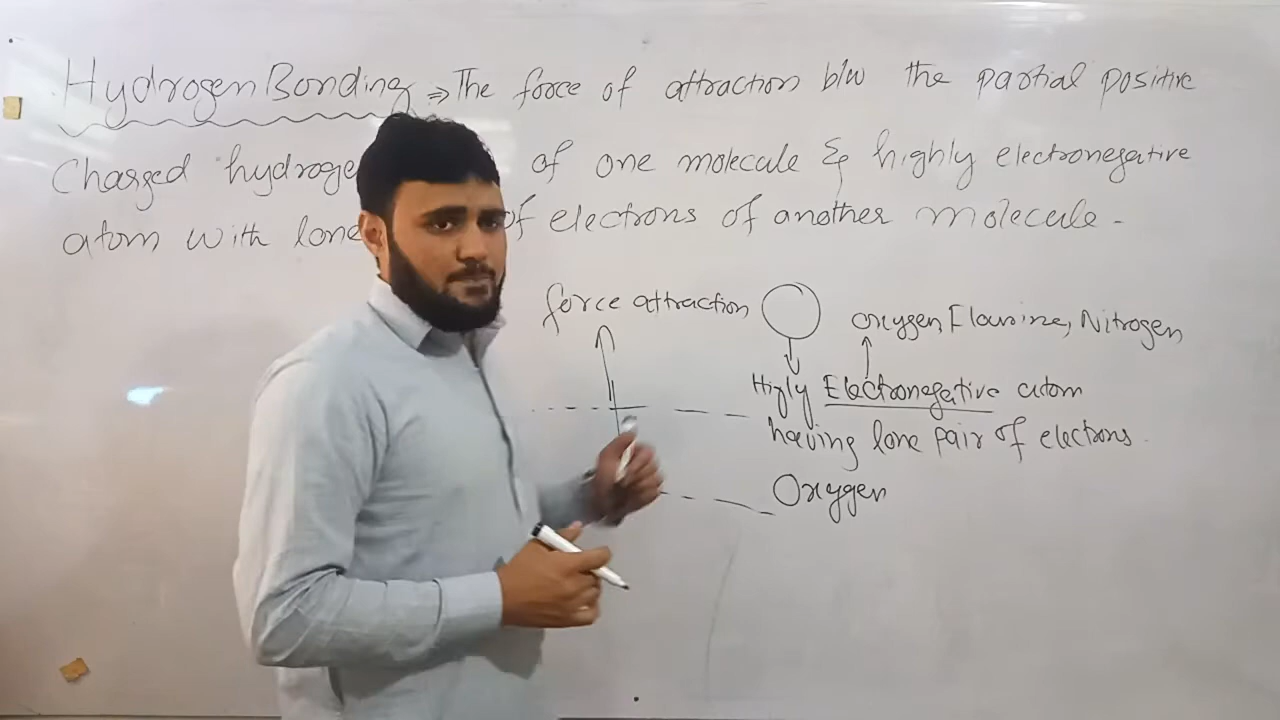 Hydrogen Bonding ⇒ The force of attraction b/w the partial positive
Charged hydroge of one molecule & highly electronegative
atom with lone of electrons of another molecule -
force attraction
oxygen Flourine, Nitrogen
Higly Electronegative atom
having lone pair of electrons
Oxygen